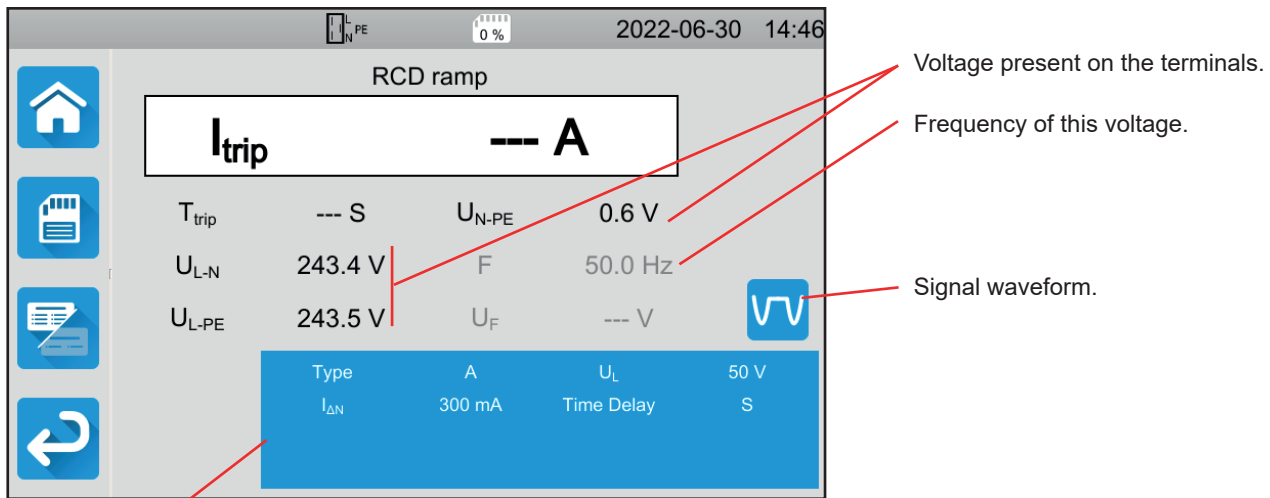 L N PE 0 % 2022-06-30 14:46
RCD ramp
Itrip --- A
Ttrip --- S UN-PE 0.6 V
UL-N 243.4 V F 50.0 Hz
UL-PE 243.5 V UF --- V
Type A UL 50 V
IΔN 300 mA Time Delay S
Voltage present on the terminals.
Frequency of this voltage.
Signal waveform.